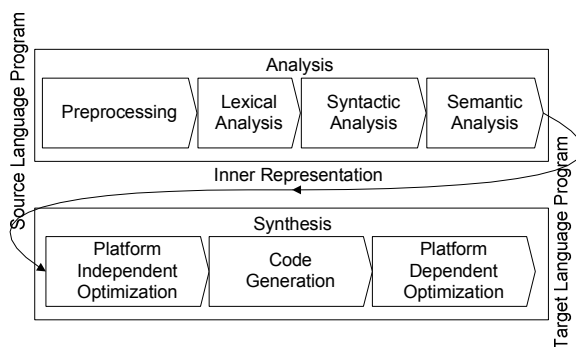 Source Language Program
Analysis
Preprocessing
Lexical
Analysis
Syntactic
Analysis
Semantic
Analysis
Inner Representation
Synthesis
Platform
Independent
Optimization
Code
Generation
Platform
Dependent
Optimization
Target Language Program